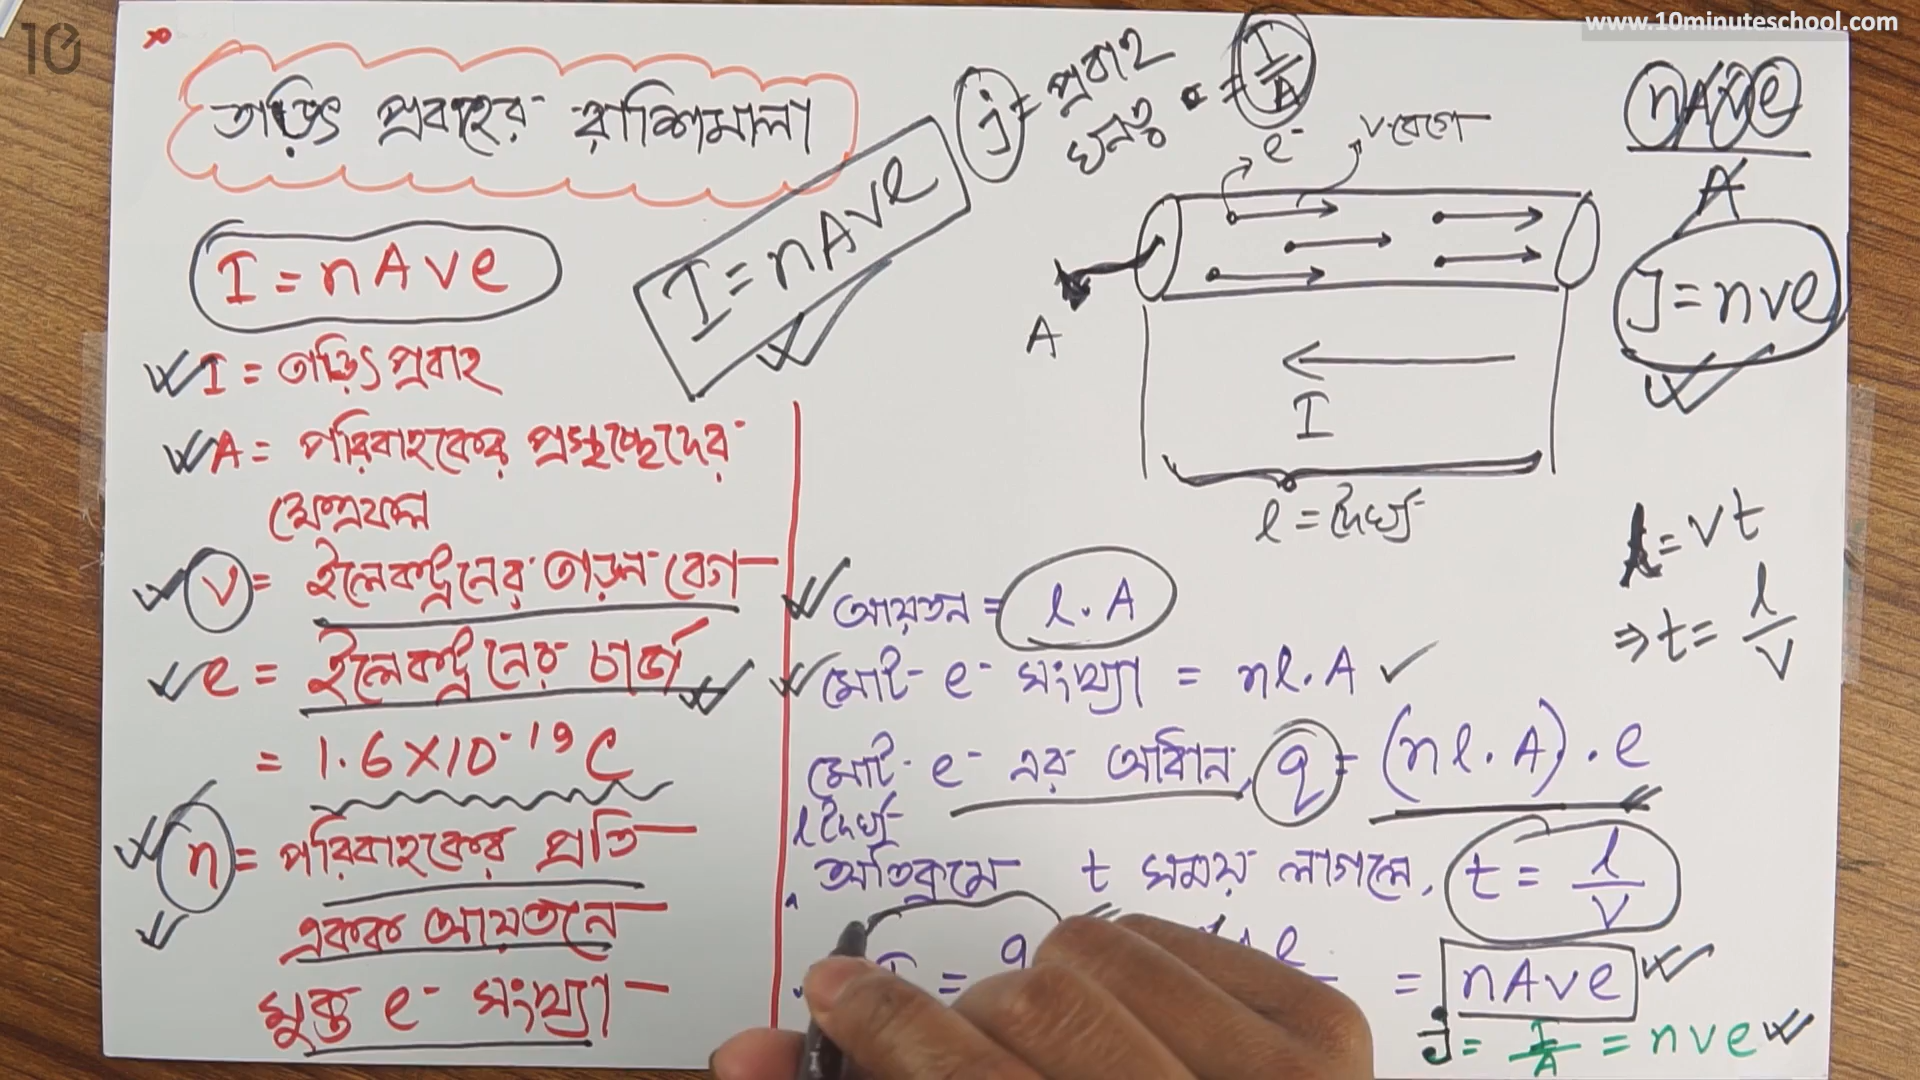 10
www.10minuteschool.com
তড়িৎ প্রবাহের রাশিমালা
I = nAve
I = তড়িৎ প্রবাহ
A = পরিবাহকের প্রস্থচ্ছেদের
ক্ষেত্রফল
v = ইলেকট্রনের তাড়ন বেগ
e = ইলেকট্রনের চার্জ
= 1.6×10⁻¹⁹ C
n = পরিবাহকের প্রতি
একক আয়তনে
মুক্ত e⁻ সংখ্যা
I = nAve
j = প্রবাহ
ঘনত্ব = I/A
e⁻
v বেগে
A
I
l = দৈর্ঘ্য
nAve/A
J = nve
l = vt
⇒ t = l/v
আয়তন = l.A
মোট e⁻ সংখ্যা = nl.A
মোট e⁻ এর আধান, q = (nl.A).e
l দৈর্ঘ্য
অতিক্রমে t সময় লাগলে, t = l/v
= q
e
= nAve
J = I/A = nve